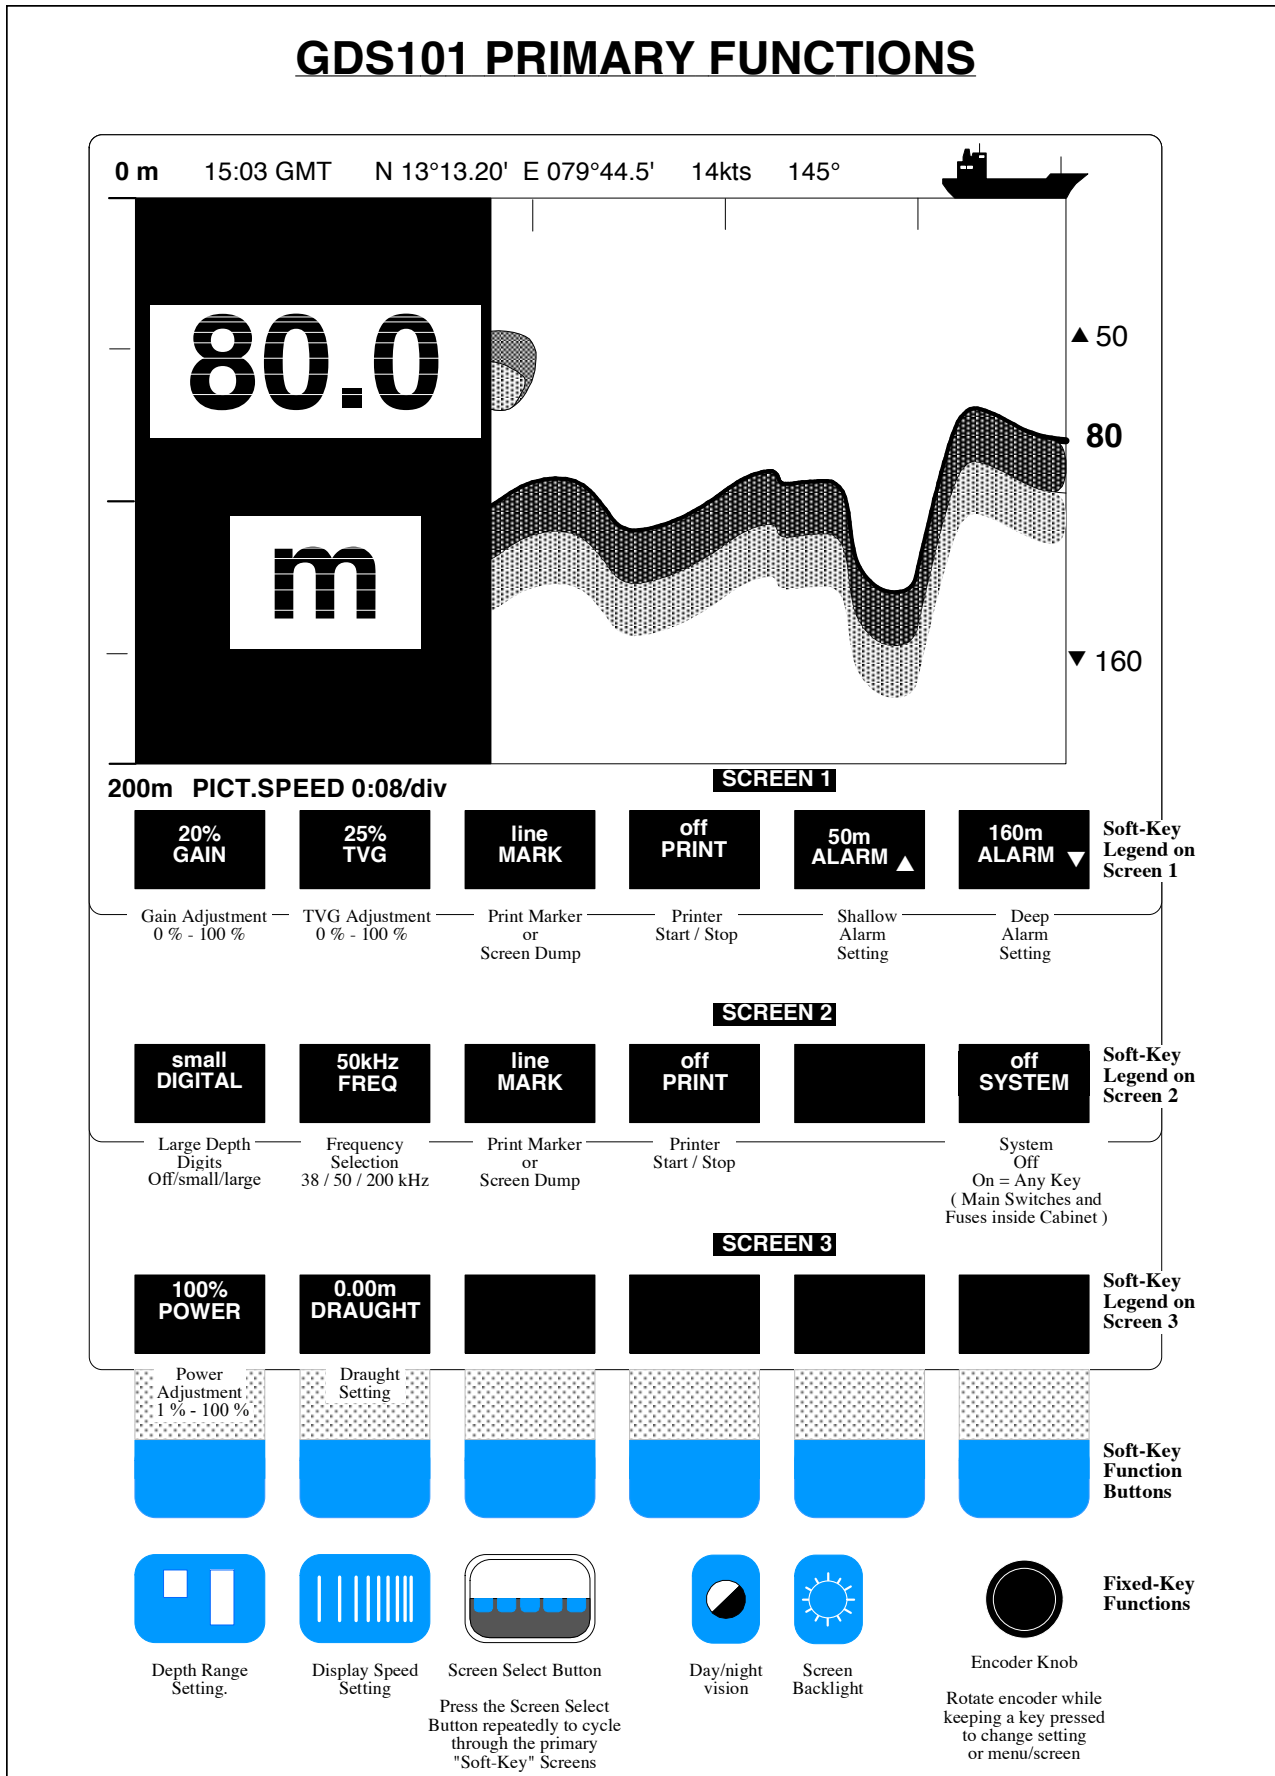 GDS101 PRIMARY FUNCTIONS
0 m 15:03 GMT N 13°13.20' E 079°44.5' 14kts 145°
80.0
m
▲ 50
80
▼ 160
200m PICT.SPEED 0:08/div
SCREEN 1
20%
GAIN
25%
TVG
line
MARK
off
PRINT
50m
ALARM ▲
160m
ALARM ▼
Soft-Key
Legend on
Screen 1
Gain Adjustment
0 % - 100 %
TVG Adjustment
0 % - 100 %
Print Marker
or
Screen Dump
Printer
Start / Stop
Shallow
Alarm
Setting
Deep
Alarm
Setting
SCREEN 2
small
DIGITAL
50kHz
FREQ
line
MARK
off
PRINT
off
SYSTEM
Soft-Key
Legend on
Screen 2
Large Depth
Digits
Off/small/large
Frequency
Selection
38 / 50 / 200 kHz
Print Marker
or
Screen Dump
Printer
Start / Stop
System
Off
On = Any Key
( Main Switches and
Fuses inside Cabinet )
SCREEN 3
100%
POWER
0.00m
DRAUGHT
Soft-Key
Legend on
Screen 3
Power
Adjustment
1 % - 100 %
Draught
Setting
Soft-Key
Function
Buttons
Fixed-Key
Functions
Depth Range
Setting.
Display Speed
Setting
Screen Select Button
Press the Screen Select
Button repeatedly to cycle
through the primary
"Soft-Key" Screens
Day/night
vision
Screen
Backlight
Encoder Knob
Rotate encoder while
keeping a key pressed
to change setting
or menu/screen